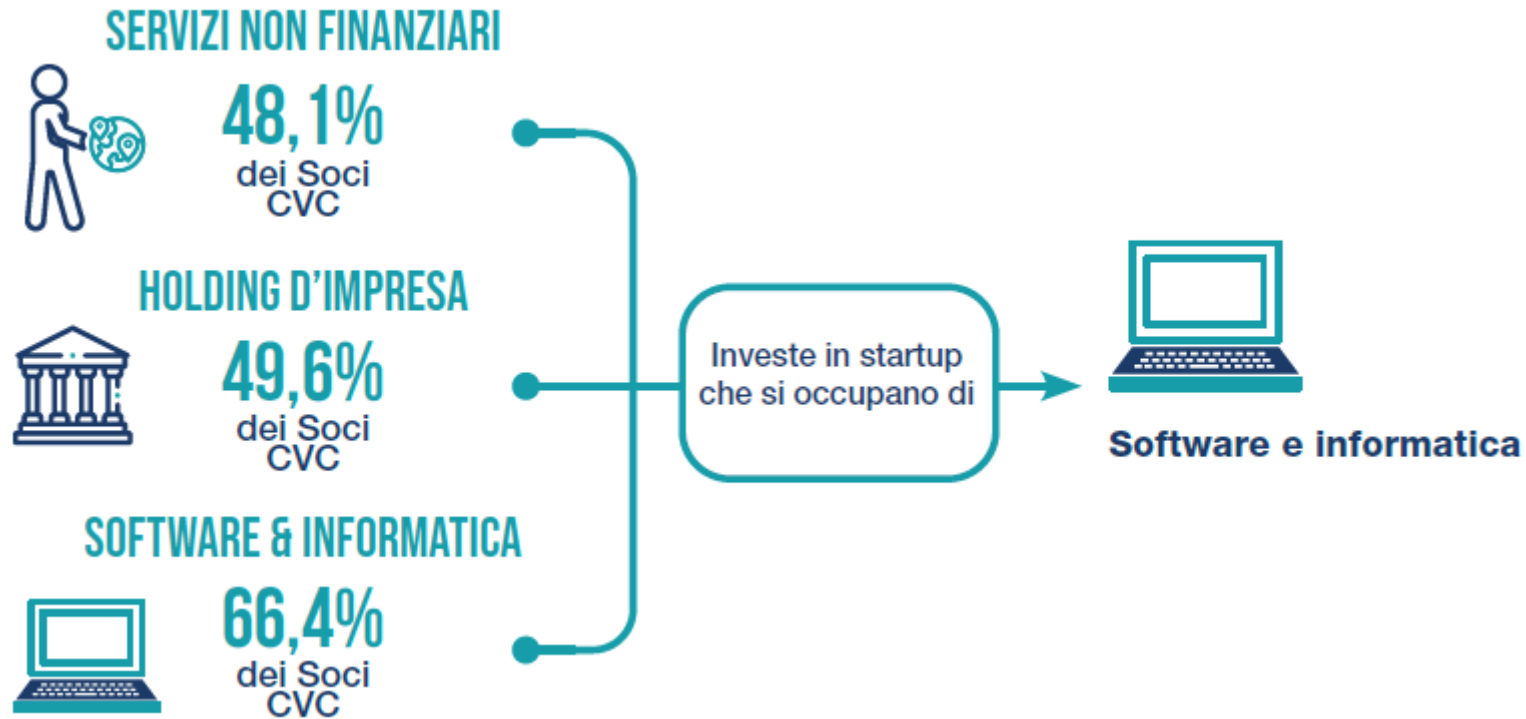 SERVIZI NON FINANZIARI
48,1%
dei Soci
CVC
HOLDING D'IMPRESA
49,6%
dei Soci
CVC
SOFTWARE & INFORMATICA
66,4%
dei Soci
CVC
Investe in startup
che si occupano di
Software e informatica